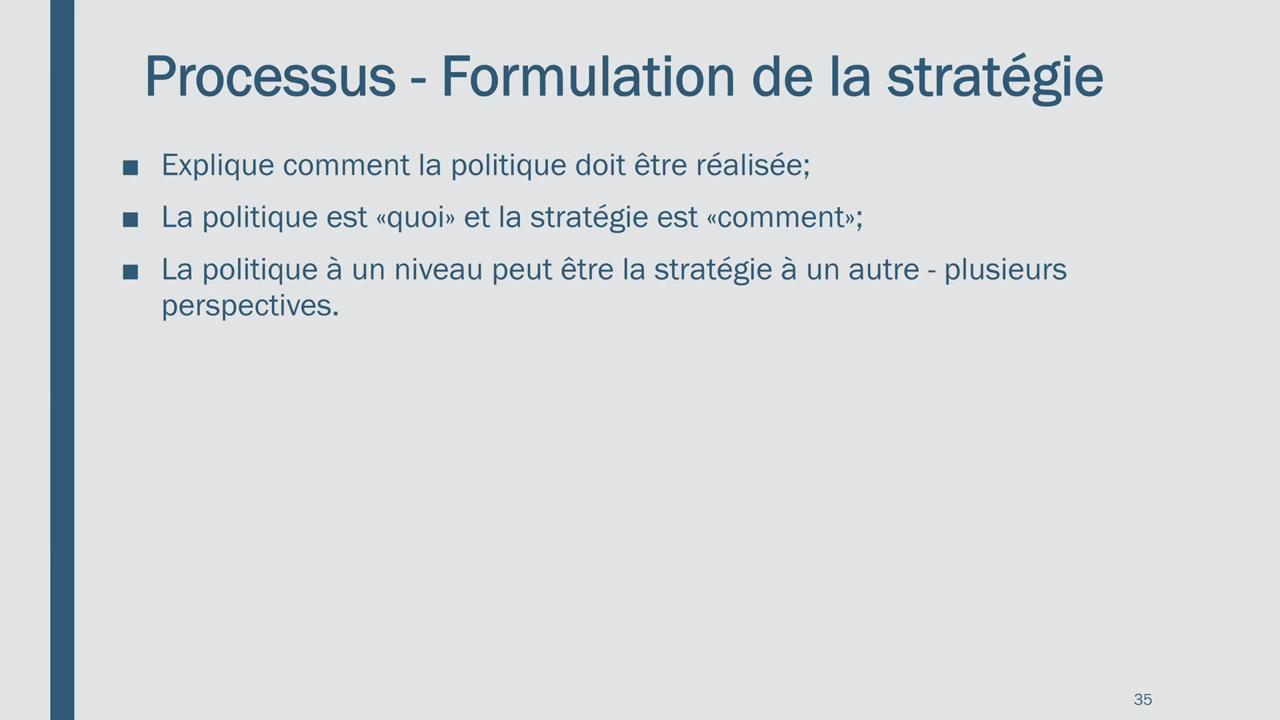 Processus - Formulation de la stratégie
■ Explique comment la politique doit être réalisée;
■ La politique est «quoi» et la stratégie est «comment»;
■ La politique à un niveau peut être la stratégie à un autre - plusieurs
perspectives.
35